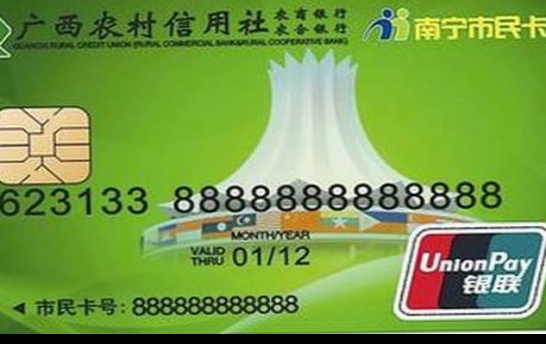 广西农村信用社 农商银行 农合银行
GUANGXI RURAL CREDIT UNION (RURAL COMMERCIAL BANK&RURAL COOPERATIVE BANK)
南宁市民卡
623133 8888888888888
MONTH/YEAR
VALID THRU 01/12
市民卡号: 888888888888
UnionPay
银联